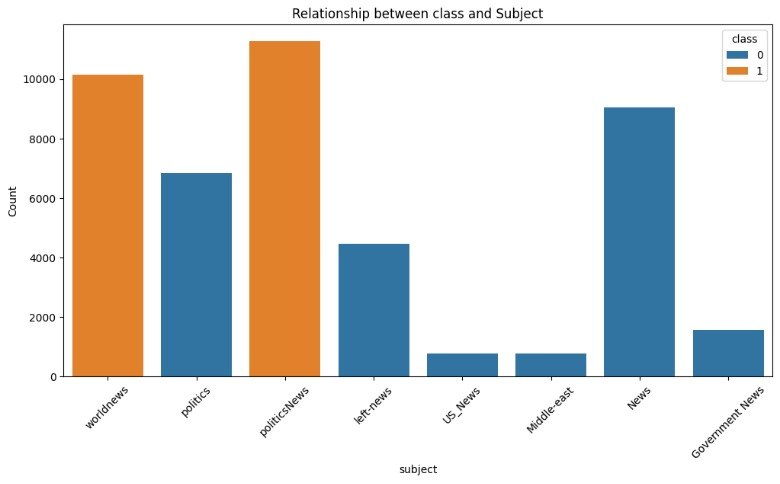 Relationship between class and Subject
class
0
1
Count
10000
8000
6000
4000
2000
0
worldnews
politics
politicsNews
left-news
US_News
Middle-east
News
Government News
subject